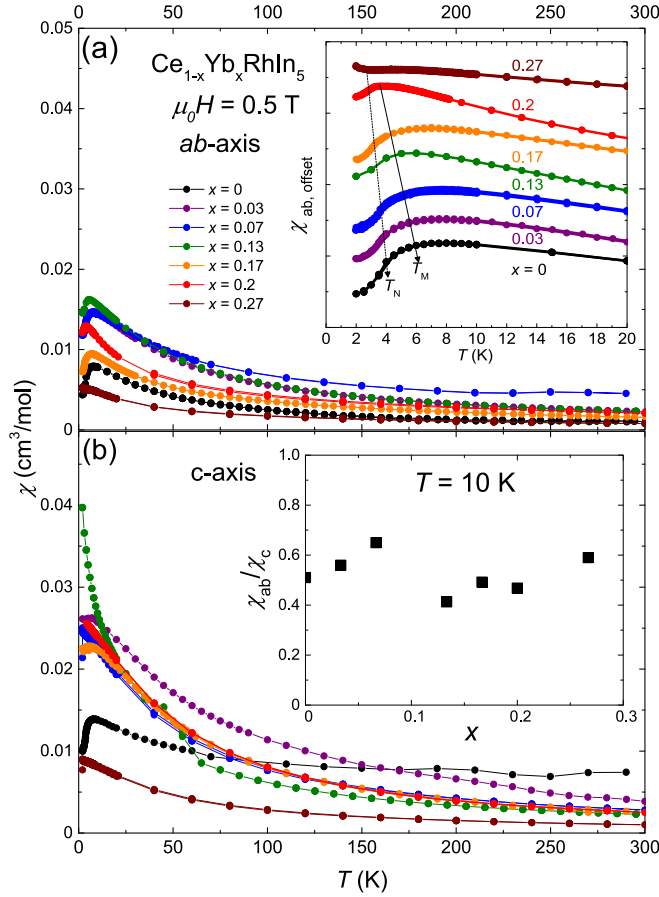 0 50 100 150 200 250 300
0.05
0.04
0.03
0.02
0.01
0
(a)
Ce1-xYbxRhIn5
μ0H = 0.5 T
ab-axis
x = 0
x = 0.03
x = 0.07
x = 0.13
x = 0.17
x = 0.2
x = 0.27
χ ab, offset
0.27
0.2
0.17
0.13
0.07
0.03
x = 0
TN
TM
0 2 4 6 8 10 12 14 16 18 20
T (K)
χ (cm3/mol)
(b)
c-axis
0.04
0.03
0.02
0.01
0
T = 10 K
χab/χc
1.0
0.8
0.6
0.4
0.2
0.0
0 0.1 0.2 0.3
x
0 50 100 150 200 250 300
T (K)